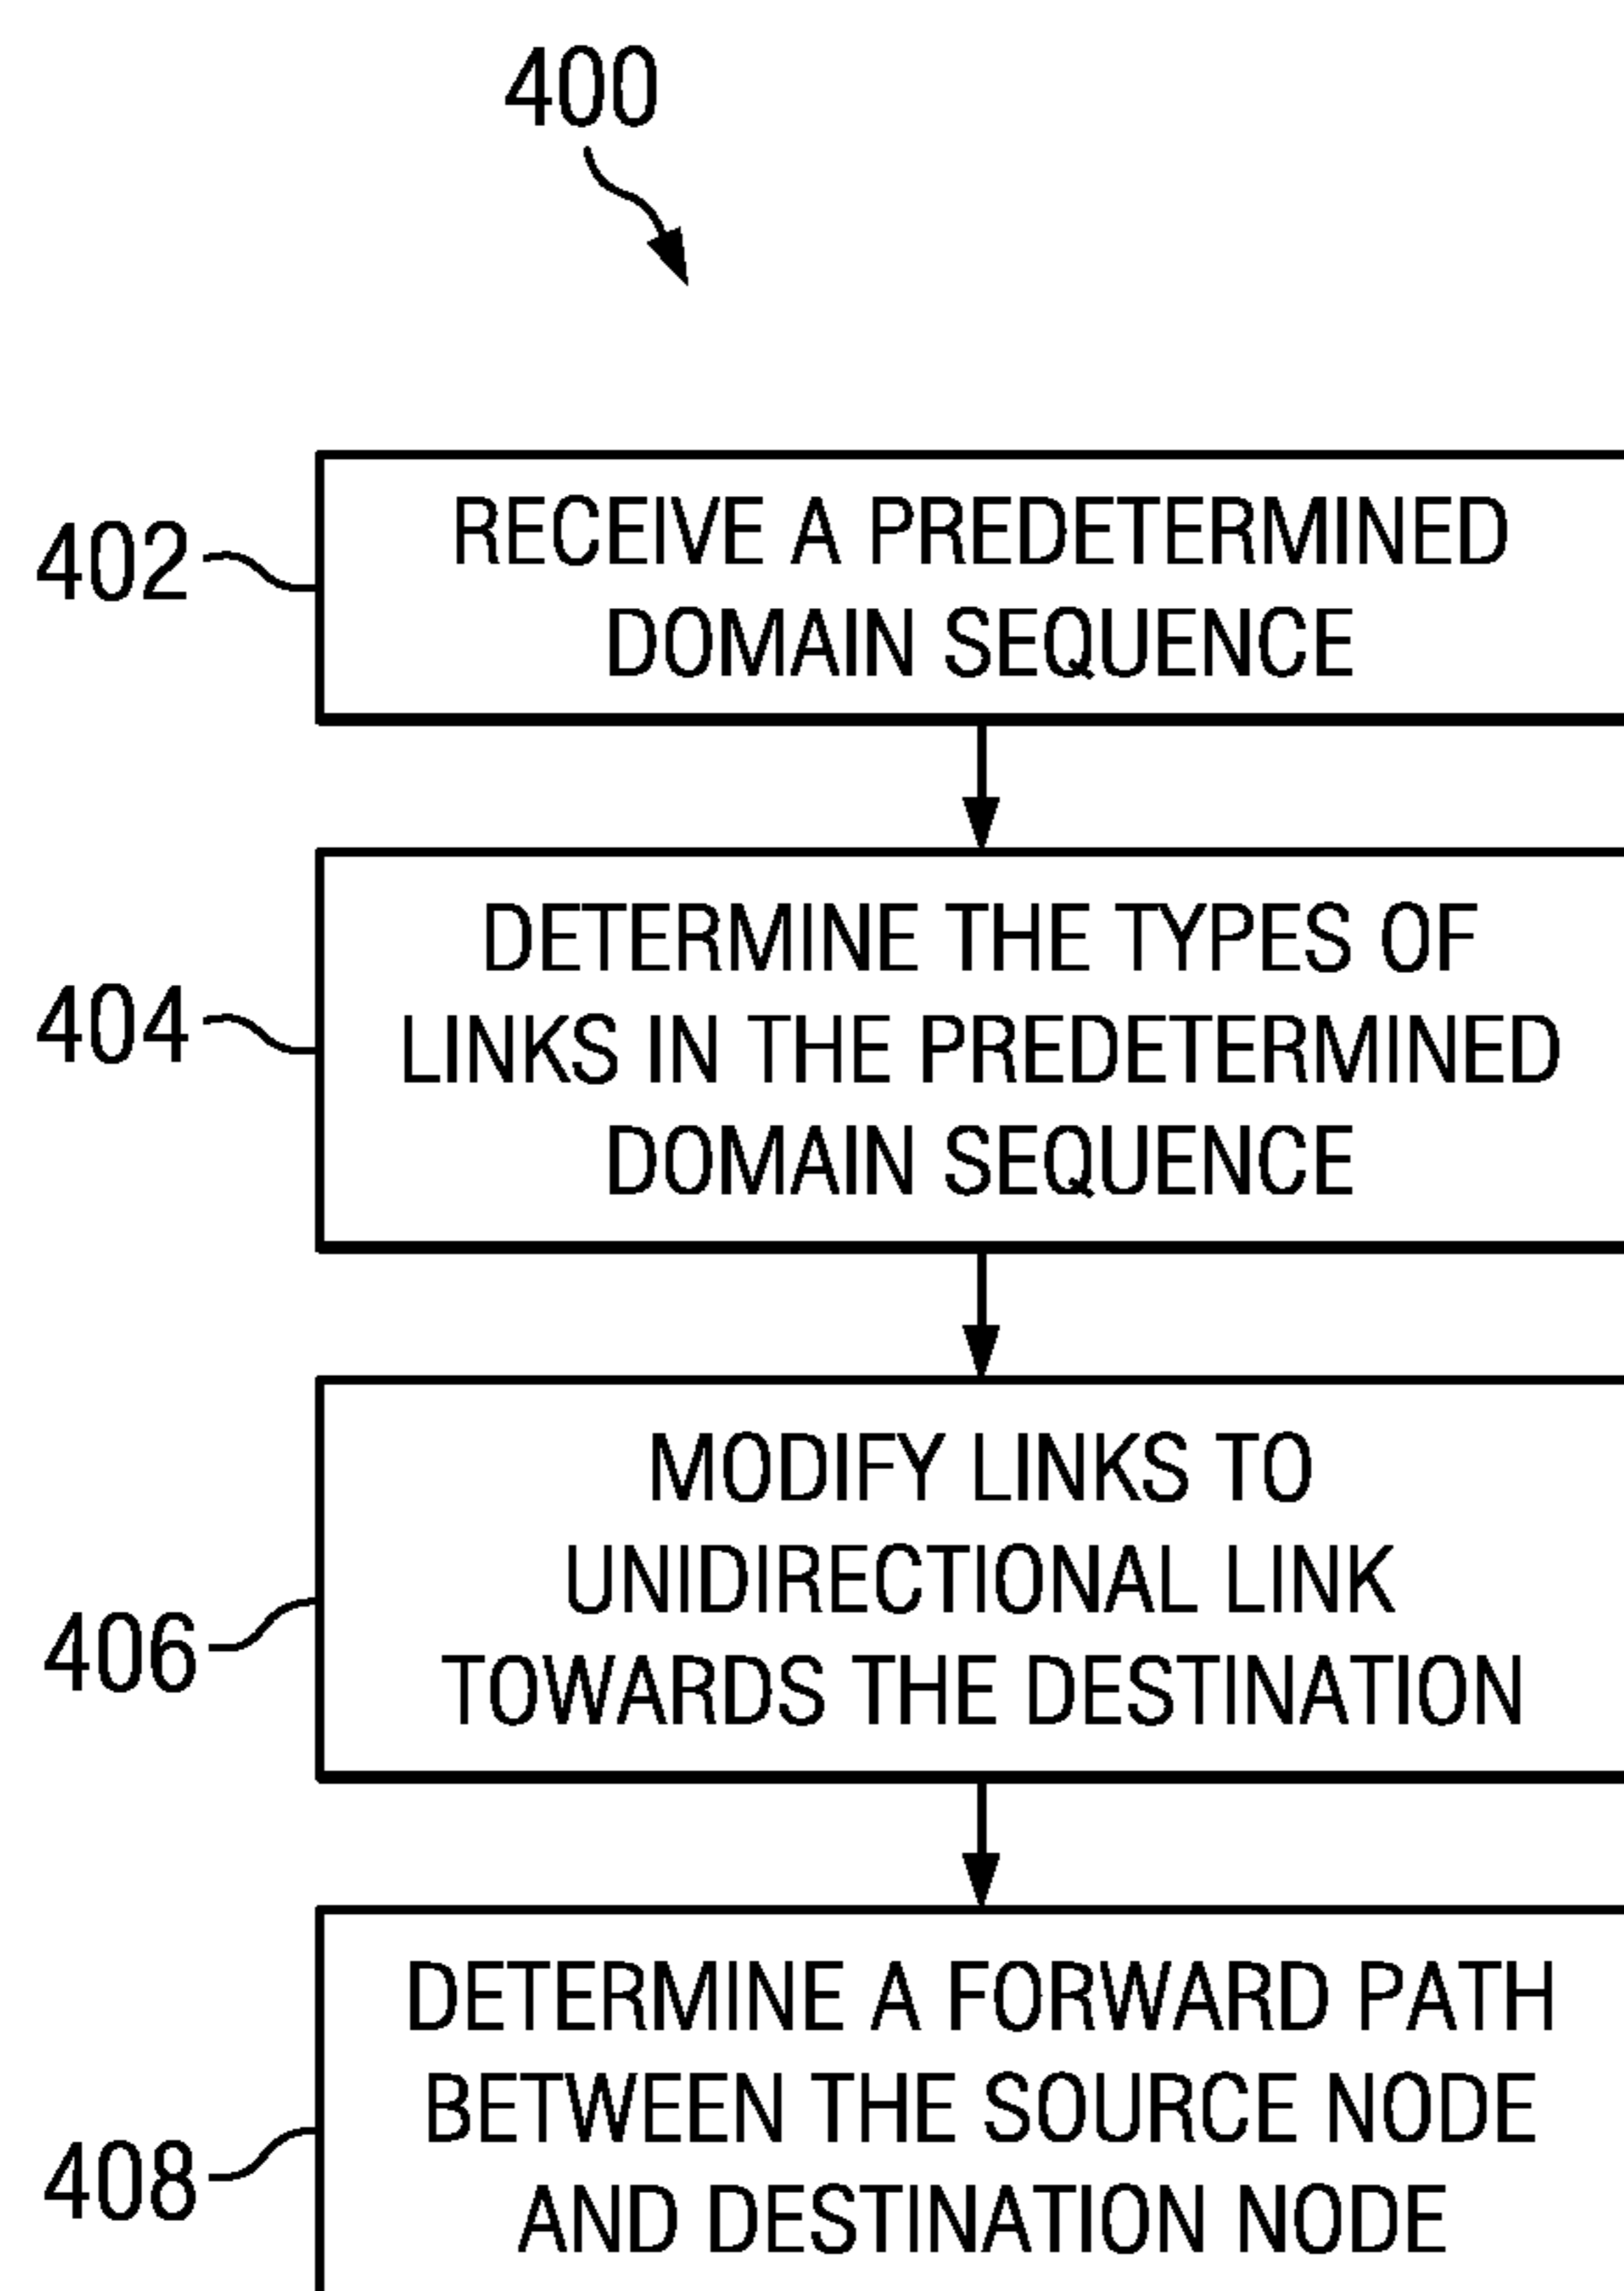 400
402
RECEIVE A PREDETERMINED
DOMAIN SEQUENCE
404
DETERMINE THE TYPES OF
LINKS IN THE PREDETERMINED
DOMAIN SEQUENCE
406
MODIFY LINKS TO
UNIDIRECTIONAL LINK
TOWARDS THE DESTINATION
408
DETERMINE A FORWARD PATH
BETWEEN THE SOURCE NODE
AND DESTINATION NODE